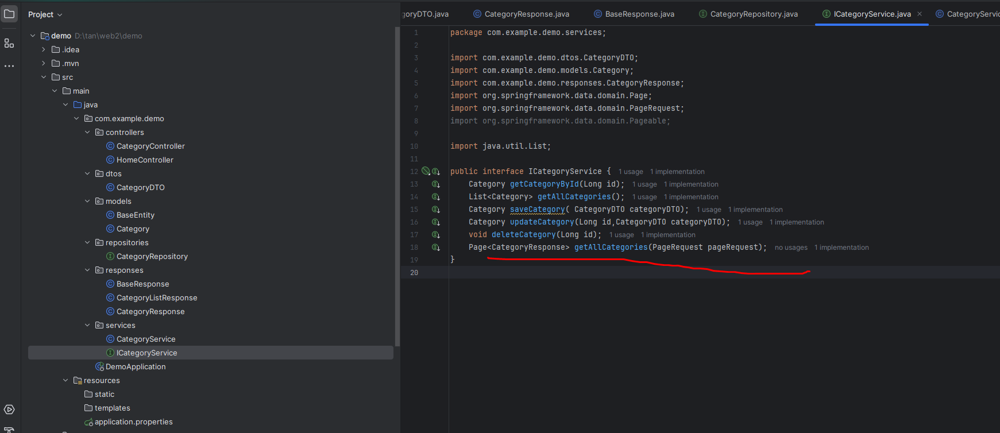 Project
demo D:\tan\web2\demo
.idea
.mvn
src
main
java
com.example.demo
controllers
CategoryController
HomeController
dtos
CategoryDTO
models
BaseEntity
Category
repositories
CategoryRepository
responses
BaseResponse
CategoryListResponse
CategoryResponse
services
CategoryService
ICategoryService
DemoApplication
resources
static
templates
application.properties
goryDTO.java CategoryResponse.java BaseResponse.java CategoryRepository.java ICategoryService.java CategoryServic
1 package com.example.demo.services;
2
3 import com.example.demo.dtos.CategoryDTO;
4 import com.example.demo.models.Category;
5 import com.example.demo.responses.CategoryResponse;
6 import org.springframework.data.domain.Page;
7 import org.springframework.data.domain.PageRequest;
8 import org.springframework.data.domain.Pageable;
9
10 import java.util.List;
11
12 public interface ICategoryService { 1 usage 1 implementation
13 Category getCategoryById(Long id); 1 usage 1 implementation
14 List<Category> getAllCategories(); 1 usage 1 implementation
15 Category saveCategory( CategoryDTO categoryDTO); 1 usage 1 implementation
16 Category updateCategory(Long id,CategoryDTO categoryDTO); 1 usage 1 implementation
17 void deleteCategory(Long id); 1 usage 1 implementation
18 Page<CategoryResponse> getAllCategories(PageRequest pageRequest); no usages 1 implementation
19 }
20